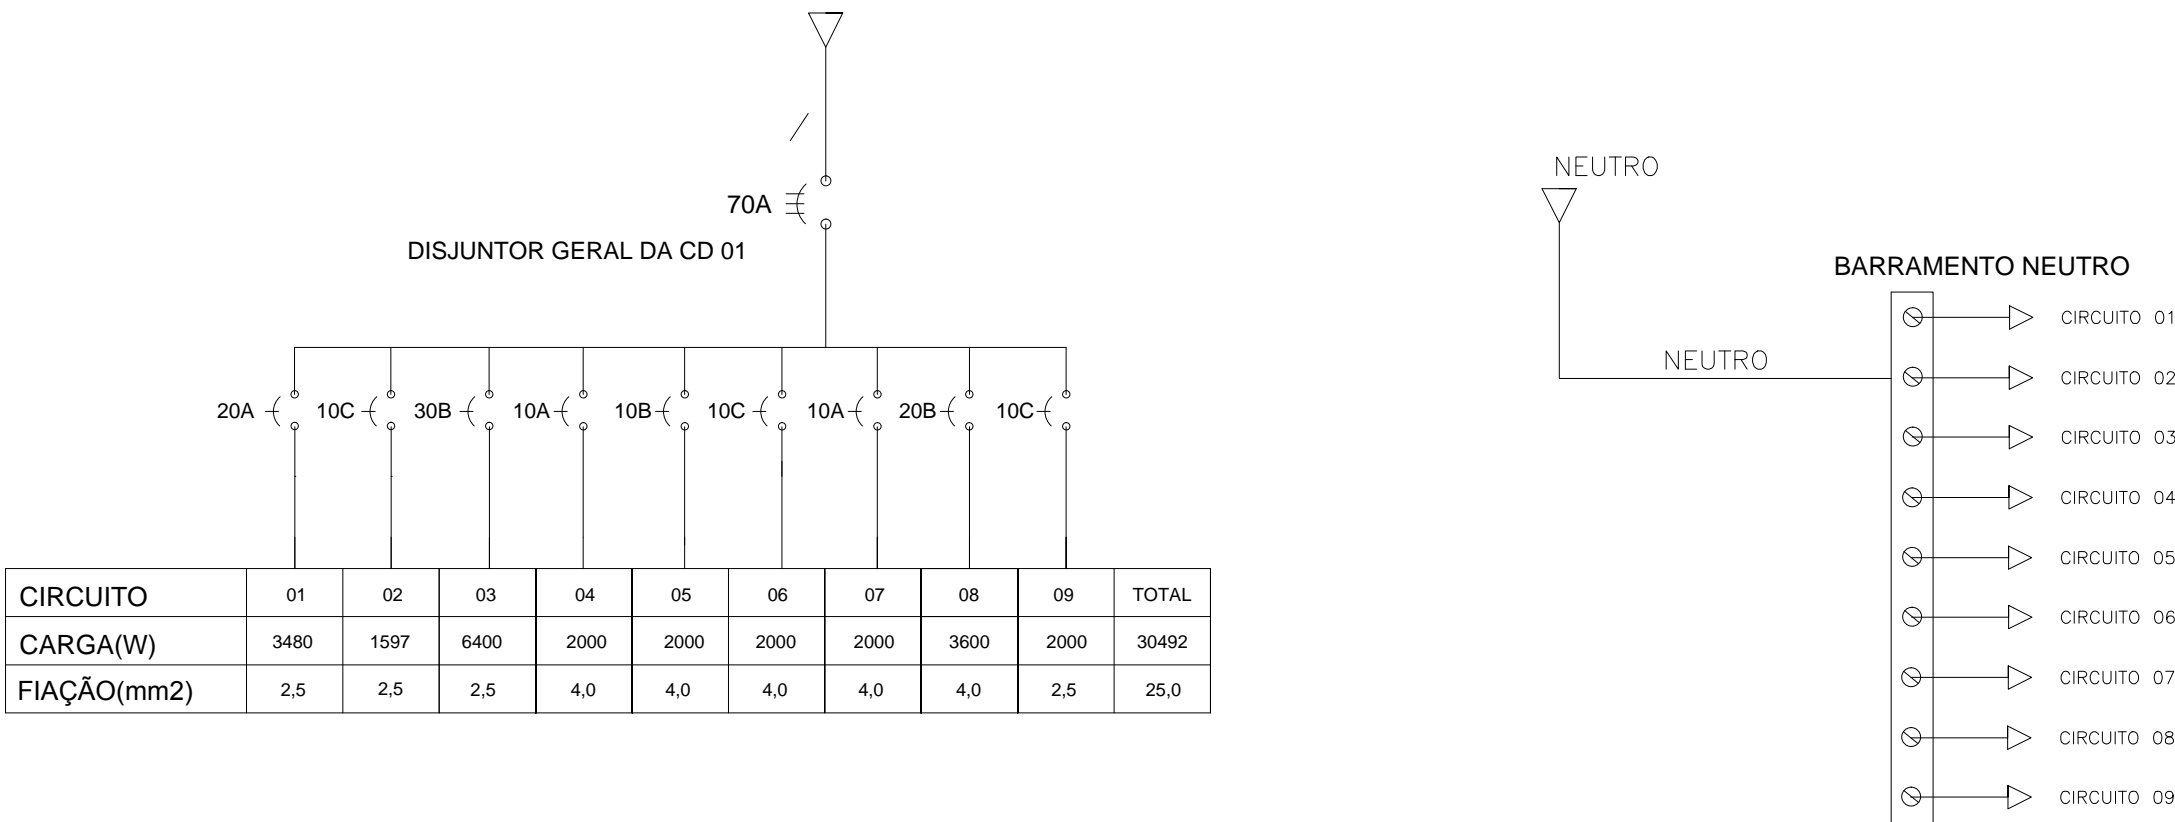 70A
DISJUNTOR GERAL DA CD 01
20A 10C 30B 10A 10B 10C 10A 20B 10C
CIRCUITO 01 02 03 04 05 06 07 08 09 TOTAL
CARGA(W) 3480 1597 6400 2000 2000 2000 2000 3600 2000 30492
FIAÇÃO(mm2) 2,5 2,5 2,5 4,0 4,0 4,0 4,0 4,0 2,5 25,0
NEUTRO
NEUTRO
BARRAMENTO NEUTRO
CIRCUITO 01
CIRCUITO 02
CIRCUITO 03
CIRCUITO 04
CIRCUITO 05
CIRCUITO 06
CIRCUITO 07
CIRCUITO 08
CIRCUITO 09